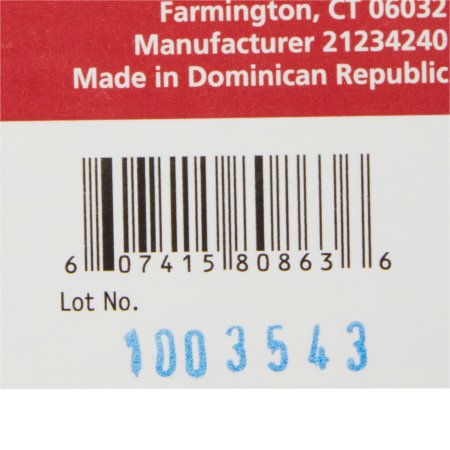 Farmington, CT 06032
Manufacturer 21234240
Made in Dominican Republic
6 07415 80863 6
Lot No.
1003543